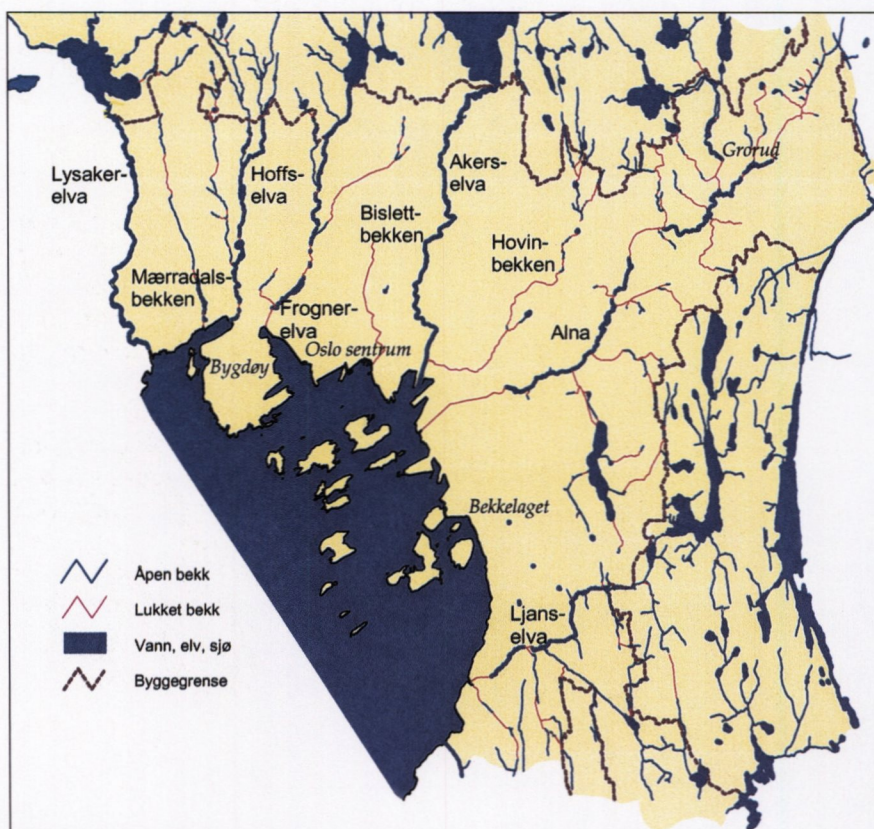 Grorud
Lysaker-
elva
Hoffs-
elva
Akers-
elva
Bislett-
bekken
Hovin-
bekken
Mærradals-
bekken
Frogner-
elva
Oslo sentrum
Alna
Bygdøy
Bekkelaget
Ljans-
elva
Åpen bekk
Lukket bekk
Vann, elv, sjø
Byggegrense